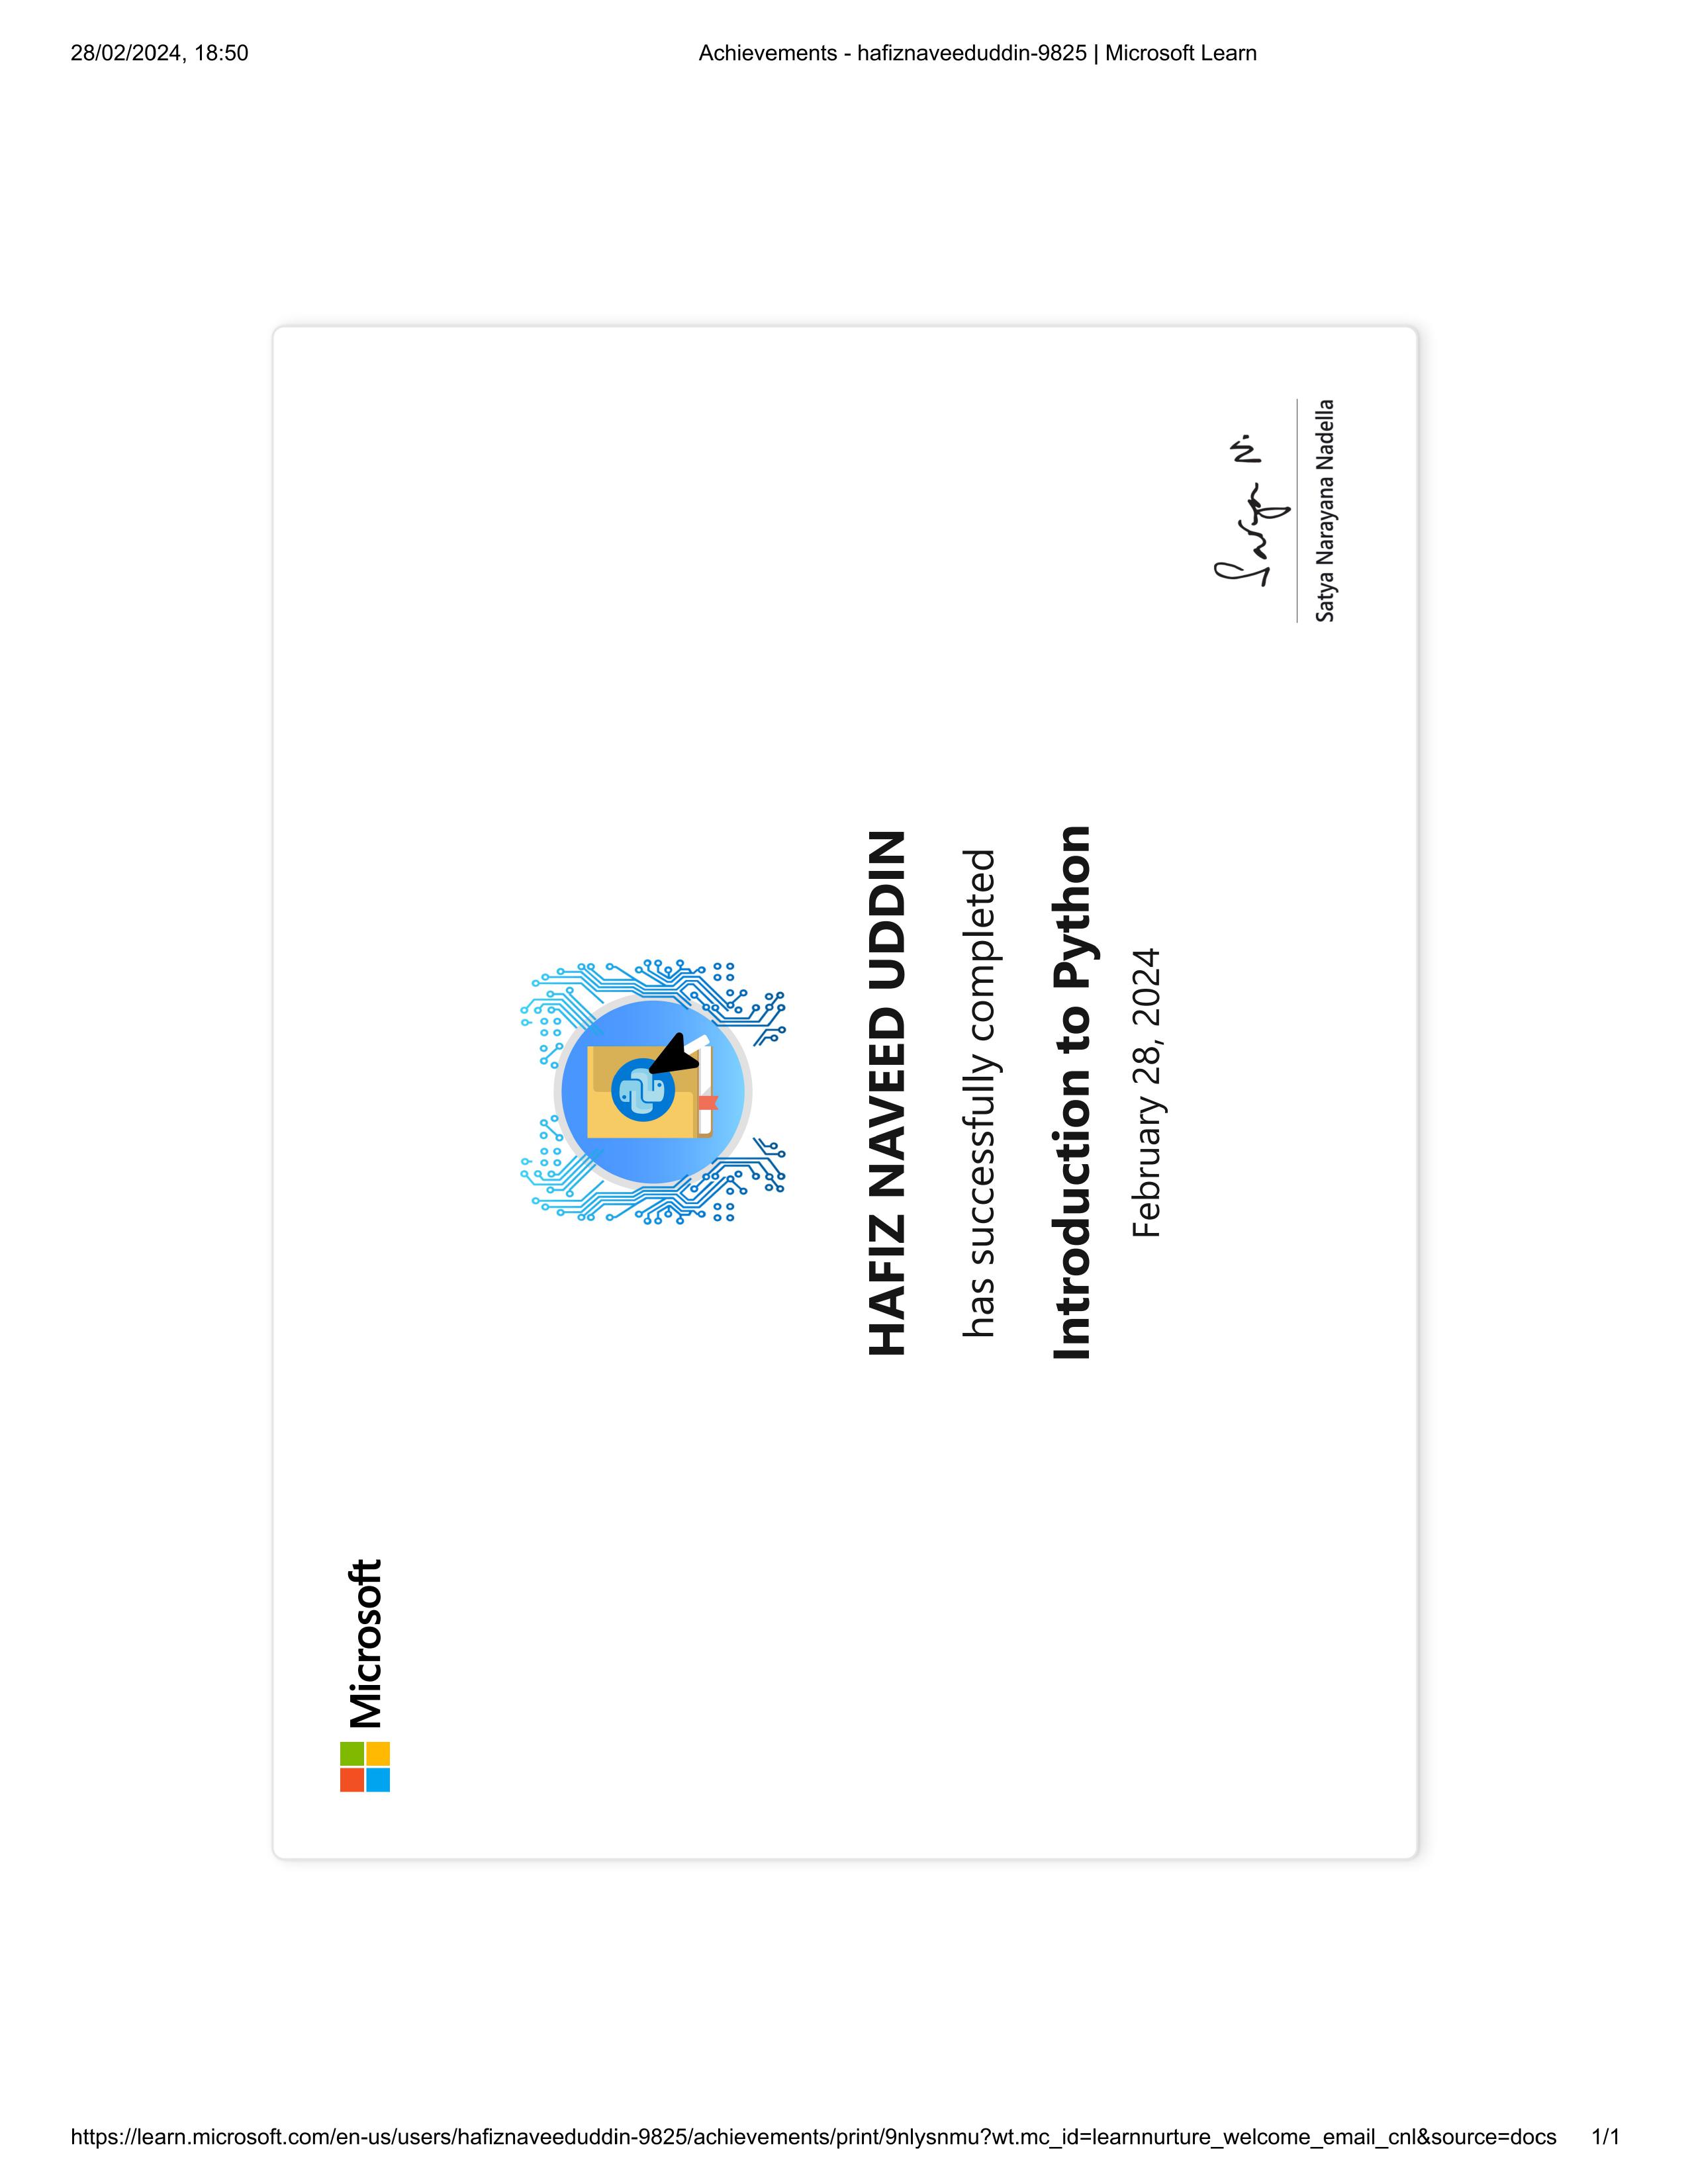 28/02/2024, 18:50 Achievements - hafiznaveeduddin-9825 | Microsoft Learn
Microsoft
HAFIZ NAVEED UDDIN
has successfully completed
Introduction to Python
February 28, 2024
Satya N.
Satya Narayana Nadella
https://learn.microsoft.com/en-us/users/hafiznaveeduddin-9825/achievements/print/9nlysnmu?wt.mc_id=learnnurture_welcome_email_cnl&source=docs 1/1